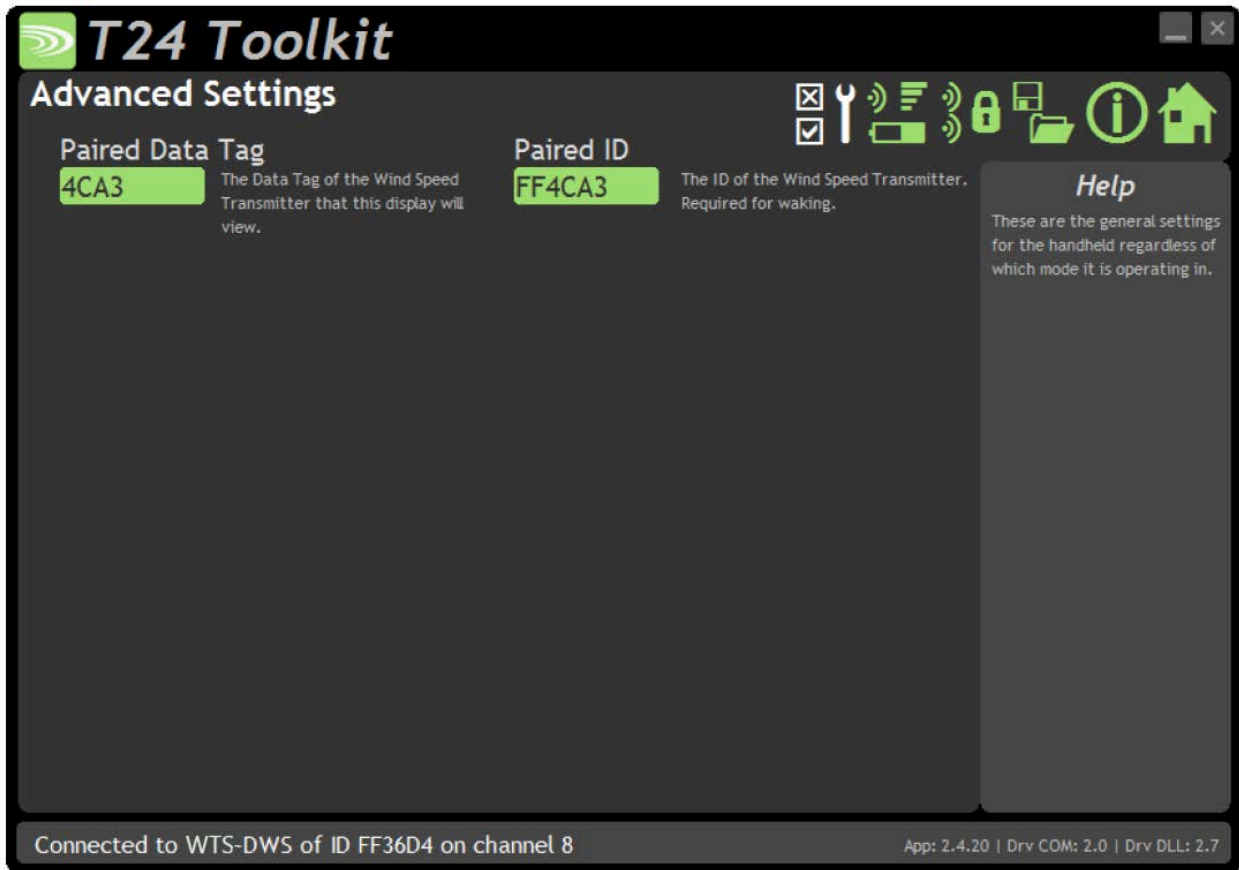 T24 Toolkit
Advanced Settings
Paired Data Tag
4CA3
The Data Tag of the Wind Speed
Transmitter that this display will
view.
Paired ID
FF4CA3
The ID of the Wind Speed Transmitter.
Required for waking.
Help
These are the general settings
for the handheld regardless of
which mode it is operating in.
Connected to WTS-DWS of ID FF36D4 on channel 8
App: 2.4.20 | Drv COM: 2.0 | Drv DLL: 2.7